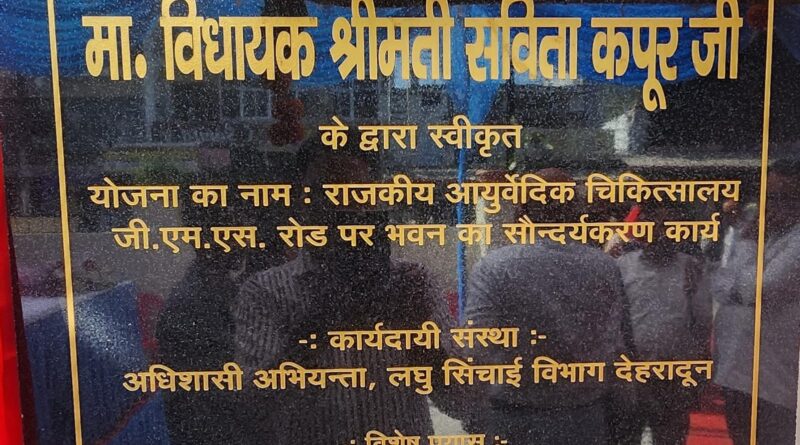 मा. विधायक श्रीमती सविता कपूर जी
के द्वारा स्वीकृत
योजना का नाम : राजकीय आयुर्वेदिक चिकित्सालय
जी.एम.एस. रोड पर भवन का सौन्दर्यकरण कार्य
-: कार्यदायी संस्था :-
अधिशासी अभियन्ता, लघु सिंचाई विभाग देहरादून
: विशेष प्रयास :-